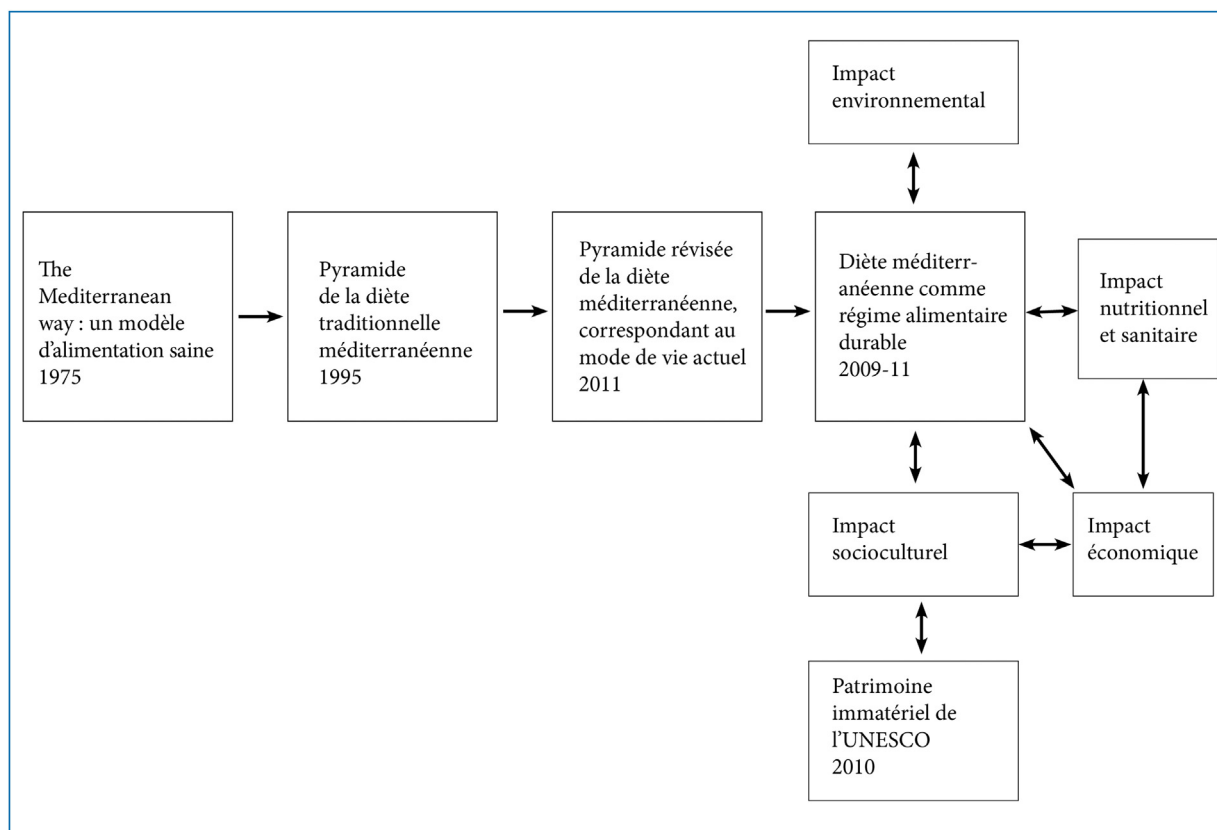 Impact
environnemental
The
Mediterranean
way : un modèle
d’alimentation saine
1975
Pyramide
de la diète
traditionnelle
méditerranéenne
1995
Pyramide révisée
de la diète
méditerranéenne,
correspondant au
mode de vie actuel
2011
Diète méditerr-
anéenne comme
régime alimentaire
durable
2009-11
Impact
nutritionnel
et sanitaire
Impact
socioculturel
Impact
économique
Patrimoine
immatériel de
l’UNESCO
2010